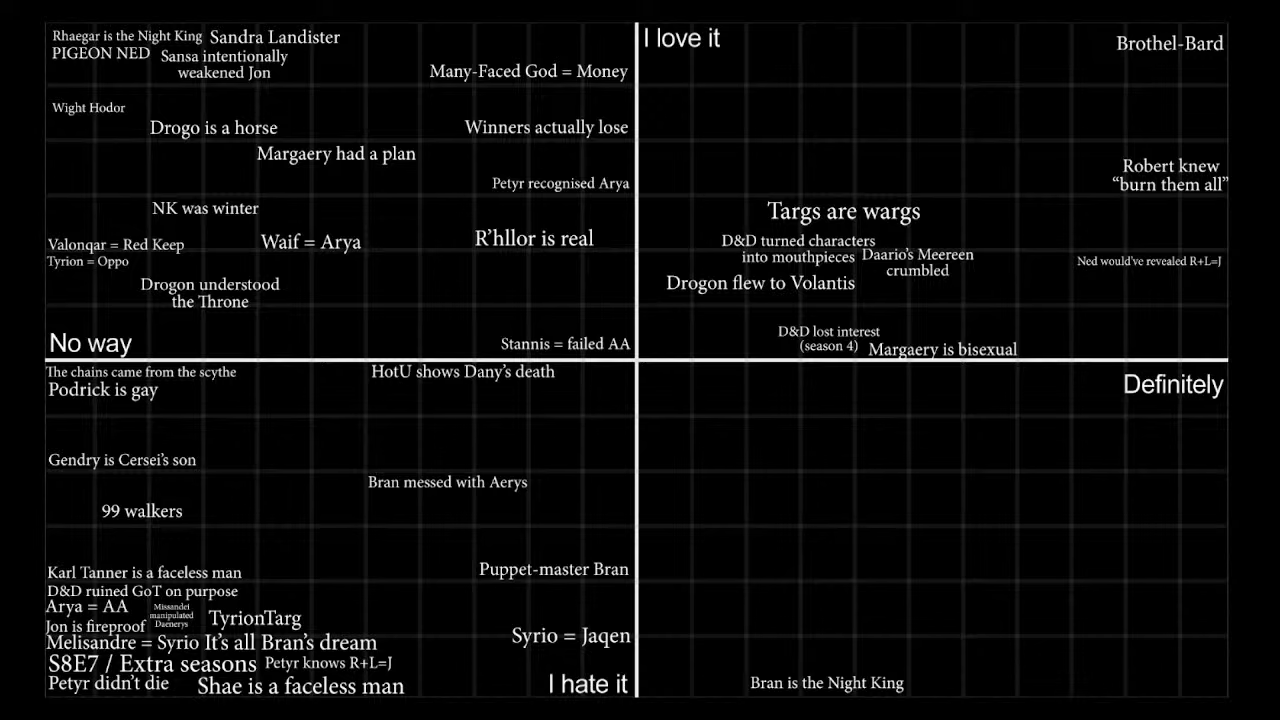 Rhaegar is the Night King
Sandra Landister
PIGEON NED
Sansa intentionally
weakened Jon
Many-Faced God = Money
Wight Hodor
Drogo is a horse
Winners actually lose
Margaery had a plan
Petyr recognised Arya
NK was winter
Valonqar = Red Keep
Waif = Arya
R'hllor is real
Tyrion = Oppo
Drogon understood
the Throne
No way
Stannis = failed AA
I love it
Brothel-Bard
Robert knew
“burn them all”
Targs are wargs
D&D turned characters
into mouthpieces
Daario's Meereen
crumbled
Ned would've revealed R+L=J
Drogon flew to Volantis
D&D lost interest
(season 4)
Margaery is bisexual
The chains came from the scythe
HotU shows Dany's death
Podrick is gay
Gendry is Cersei's son
Bran messed with Aerys
99 walkers
Karl Tanner is a faceless man
Puppet-master Bran
D&D ruined GoT on purpose
Arya = AA
Missandei
manipulated
Daenerys
TyrionTarg
Jon is fireproof
Melisandre = Syrio
It's all Bran's dream
Syrio = Jaqen
S8E7 / Extra seasons
Petyr knows R+L=J
Petyr didn't die
Shae is a faceless man
I hate it
Definitely
Bran is the Night King